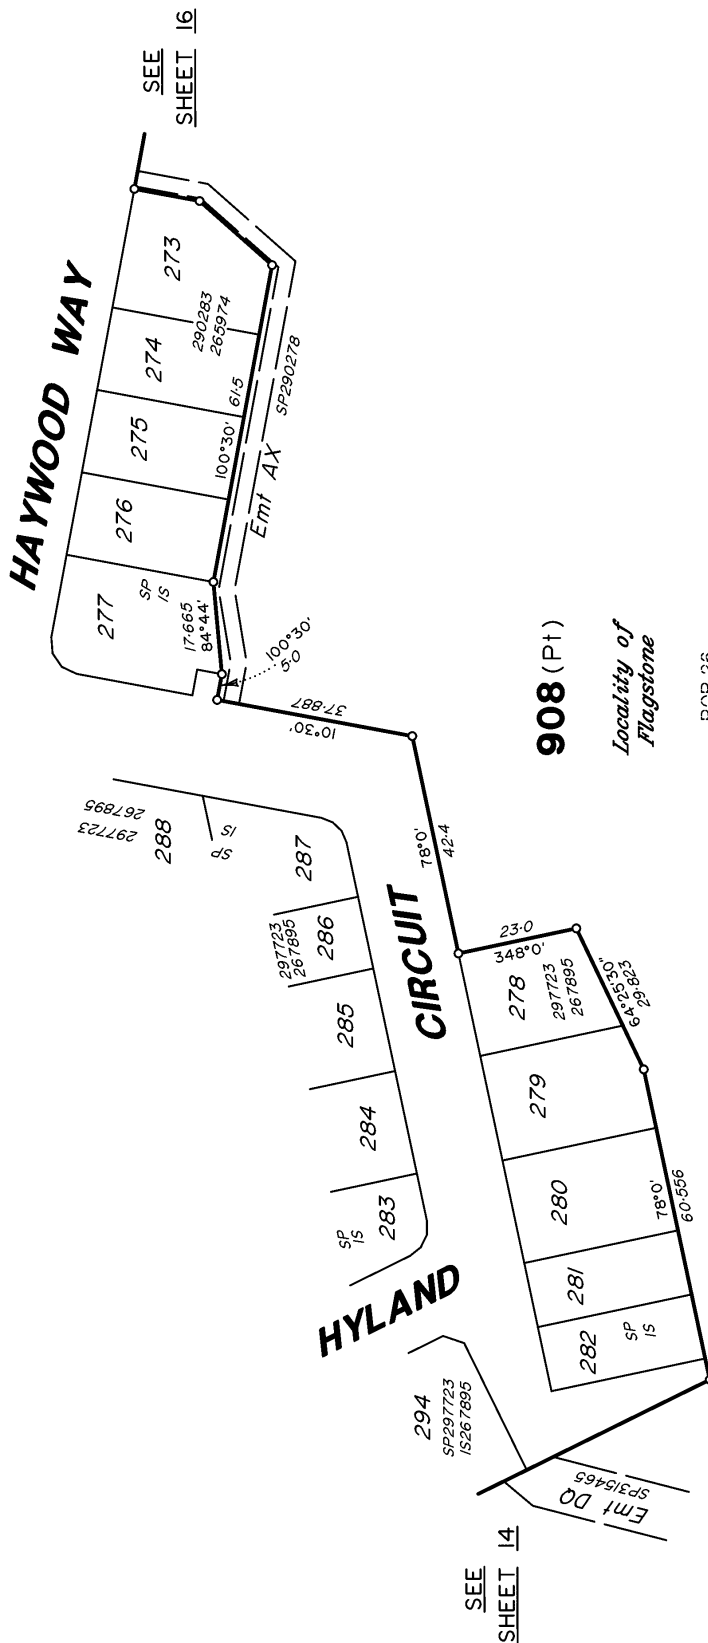 SEE
SHEET 16
HAYWOOD WAY
273
290283
265974
274
275
276
277
SP
IS
61·5
100°30'
SP290278
Emt AX
17·665
84°44'
100°30'
5·0
37·887
10°30'
908 (Pt)
Locality of
Flagstone
297723
267895
288
SP
IS
287
297723
267895
286
285
284
SP
IS
283
CIRCUIT
HYLAND
78°0'
42·4
23·0
348°0'
278
297723
267895
64°25'30"
29·823
279
280
281
282
SP
IS
78°0'
60·556
294
SP297723
IS267895
Emt DQ
SP315465
SEE
SHEET 14